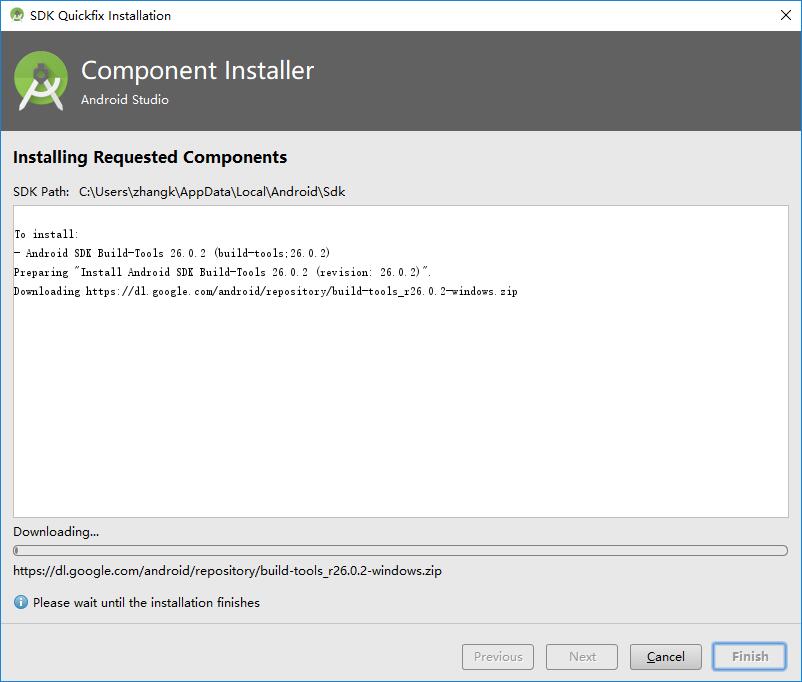 SDK Quickfix Installation
Component Installer
Android Studio
Installing Requested Components
SDK Path: C:\Users\zhangk\AppData\Local\Android\Sdk
To install:
- Android SDK Build-Tools 26.0.2 (build-tools;26.0.2)
Preparing "Install Android SDK Build-Tools 26.0.2 (revision: 26.0.2)".
Downloading https://dl.google.com/android/repository/build-tools_r26.0.2-windows.zip
Downloading...
https://dl.google.com/android/repository/build-tools_r26.0.2-windows.zip
Please wait until the installation finishes
Previous Next Cancel Finish